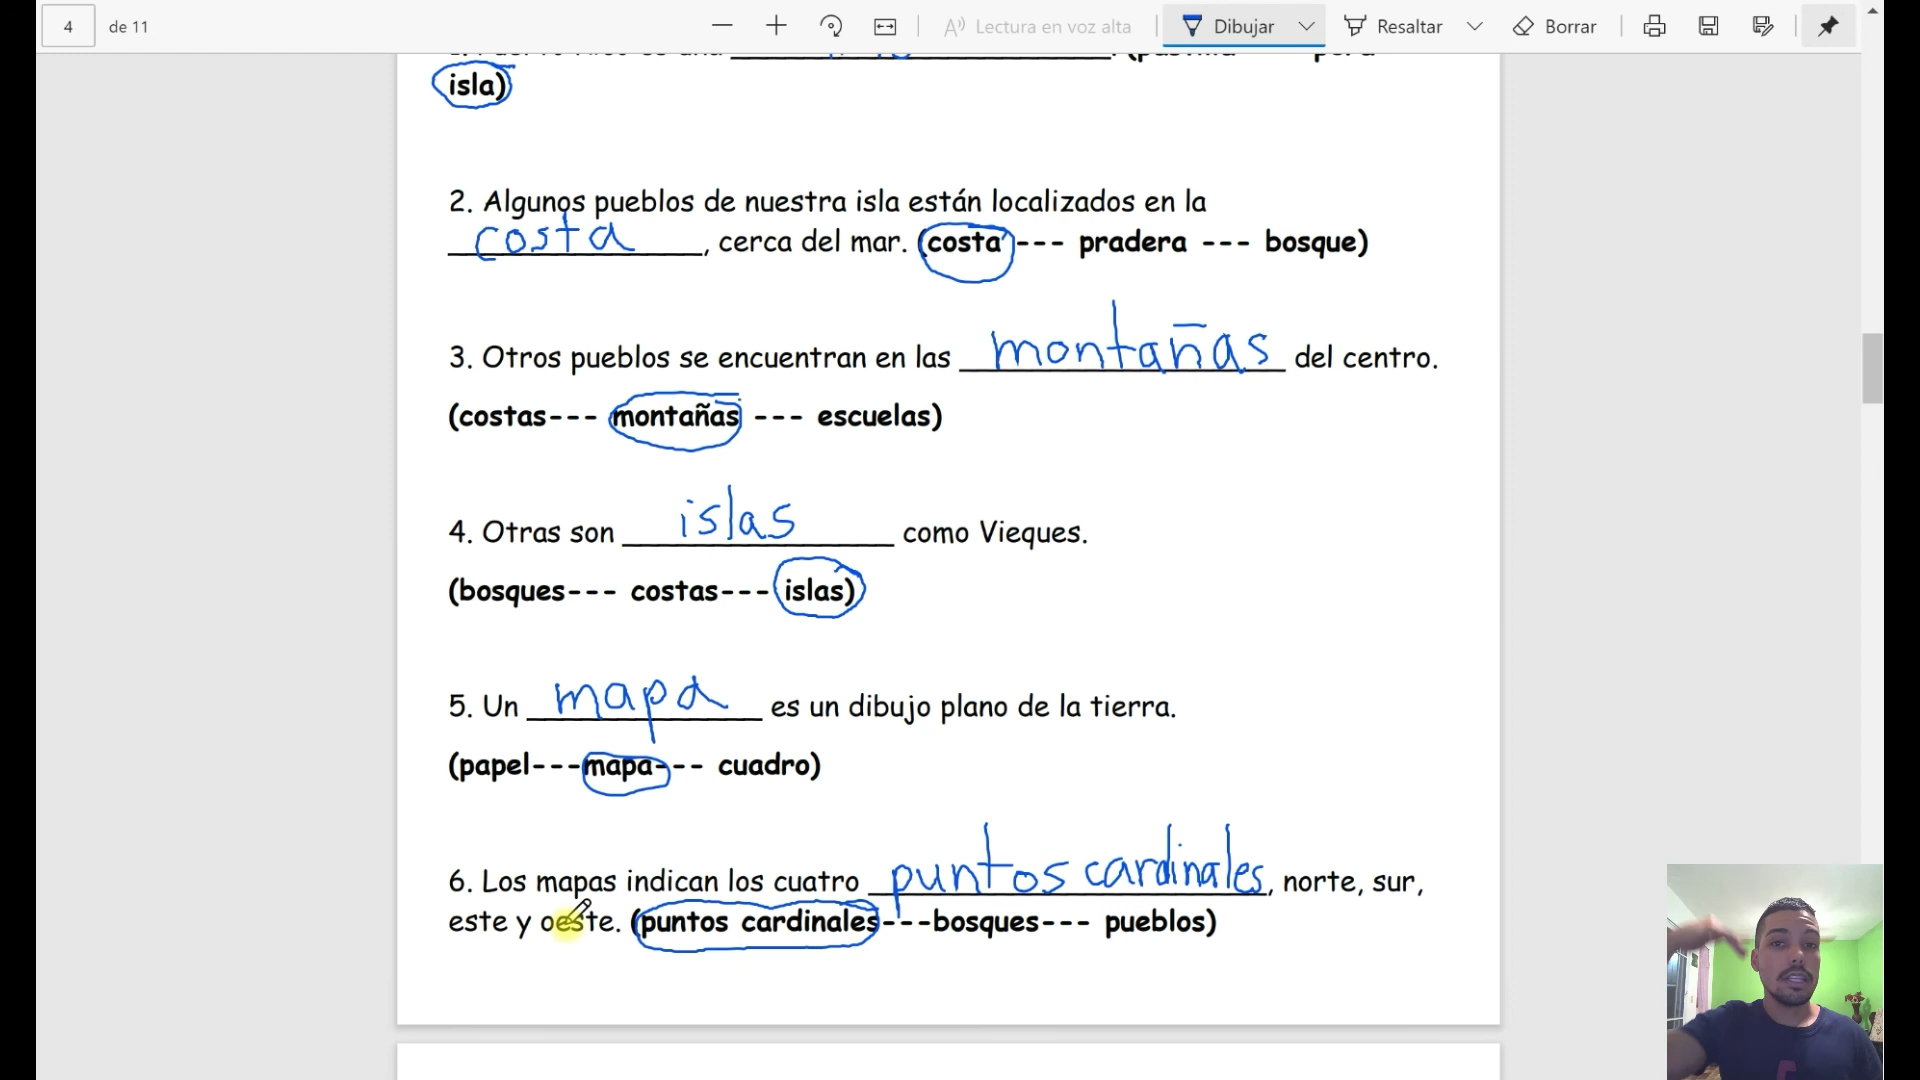 4 de 11 Lectura en voz alta Dibujar Resaltar Borrar
isla)
2. Algunos pueblos de nuestra isla están localizados en la
costa, cerca del mar. (costa --- pradera --- bosque)
3. Otros pueblos se encuentran en las montañas del centro.
(costas--- montañas --- escuelas)
4. Otras son islas como Vieques.
(bosques--- costas--- islas)
5. Un mapa es un dibujo plano de la tierra.
(papel---mapa--- cuadro)
6. Los mapas indican los cuatro puntos cardinales, norte, sur,
este y oeste. (puntos cardinales---bosques--- pueblos)